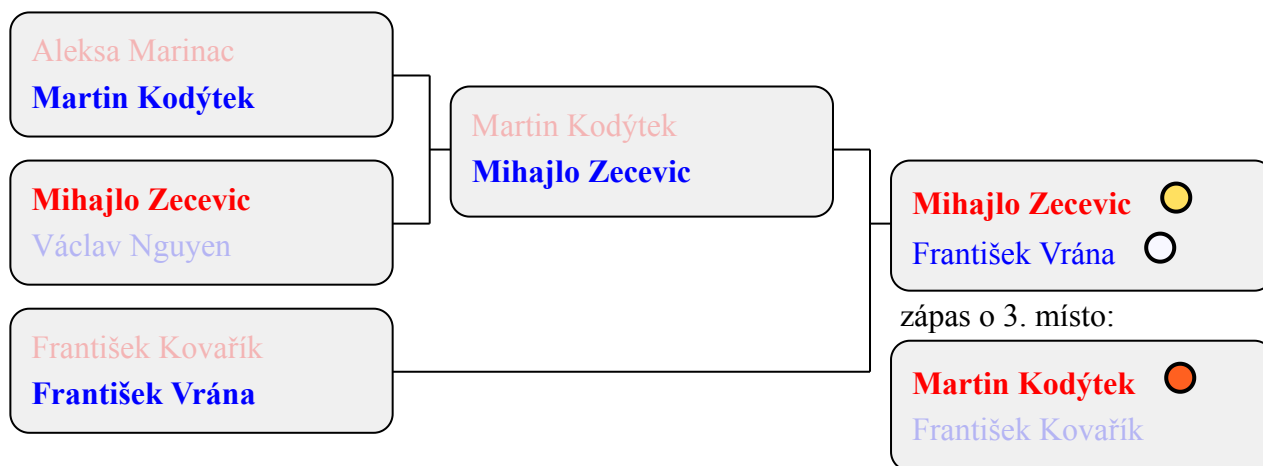 Aleksa Marinac
Martin Kodýtek
Mihajlo Zecevic
Václav Nguyen
František Kovařík
František Vrána
Martin Kodýtek
Mihajlo Zecevic
Mihajlo Zecevic
František Vrána
zápas o 3. místo:
Martin Kodýtek
František Kovařík